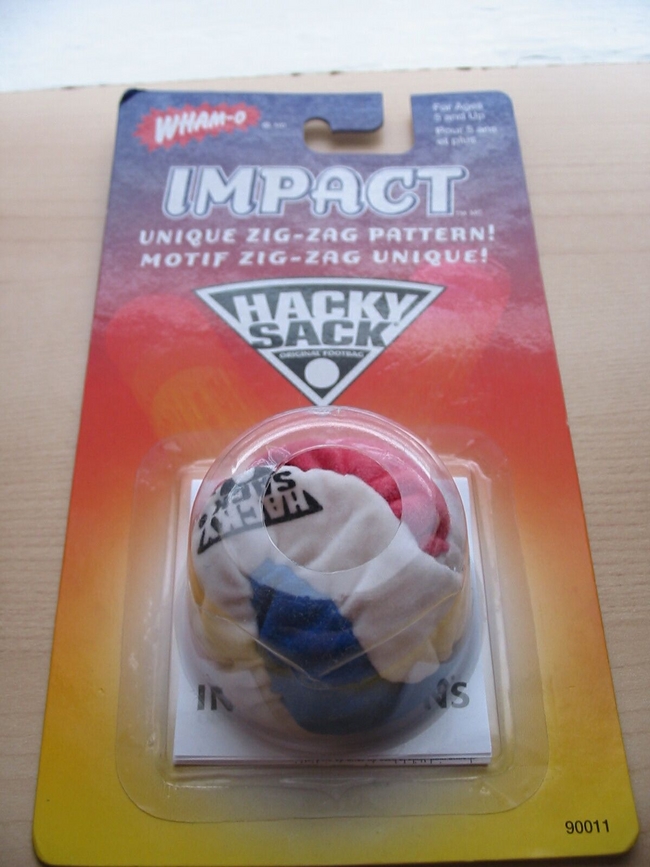 WHAM-O
For Ages
5 and Up
Pour 5 ans
et plus
IMPACT
UNIQUE ZIG-ZAG PATTERN!
MOTIF ZIG-ZAG UNIQUE!
HACKY
SACK
ORIGINAL FOOTBAG
HACKY
SACK
IN
NS
90011